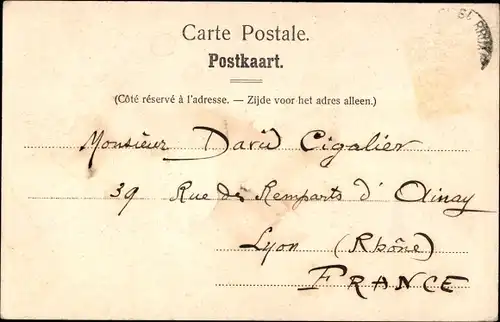 Carte Postale.
Postkaart.
(Côté réservé à l'adresse. — Zijde voor het adres alleen.)
Monsieur David Cigalier
39 Rue des Remparts d' Ainay
Lyon (Rhône)
FRANCE